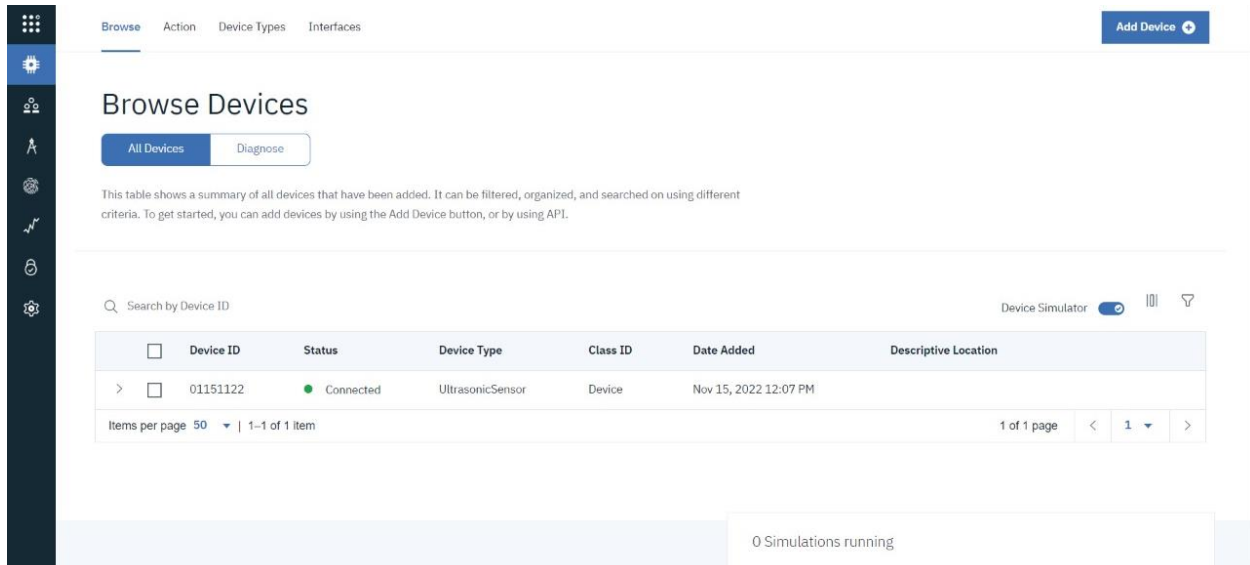 Browse Action Device Types Interfaces Add Device
Browse Devices
All Devices Diagnose
This table shows a summary of all devices that have been added. It can be filtered, organized, and searched on using different
criteria. To get started, you can add devices by using the Add Device button, or by using API.
Search by Device ID Device Simulator
Device ID Status Device Type Class ID Date Added Descriptive Location
01151122 Connected UltrasonicSensor Device Nov 15, 2022 12:07 PM
Items per page 50 | 1–1 of 1 item 1 of 1 page 1
0 Simulations running